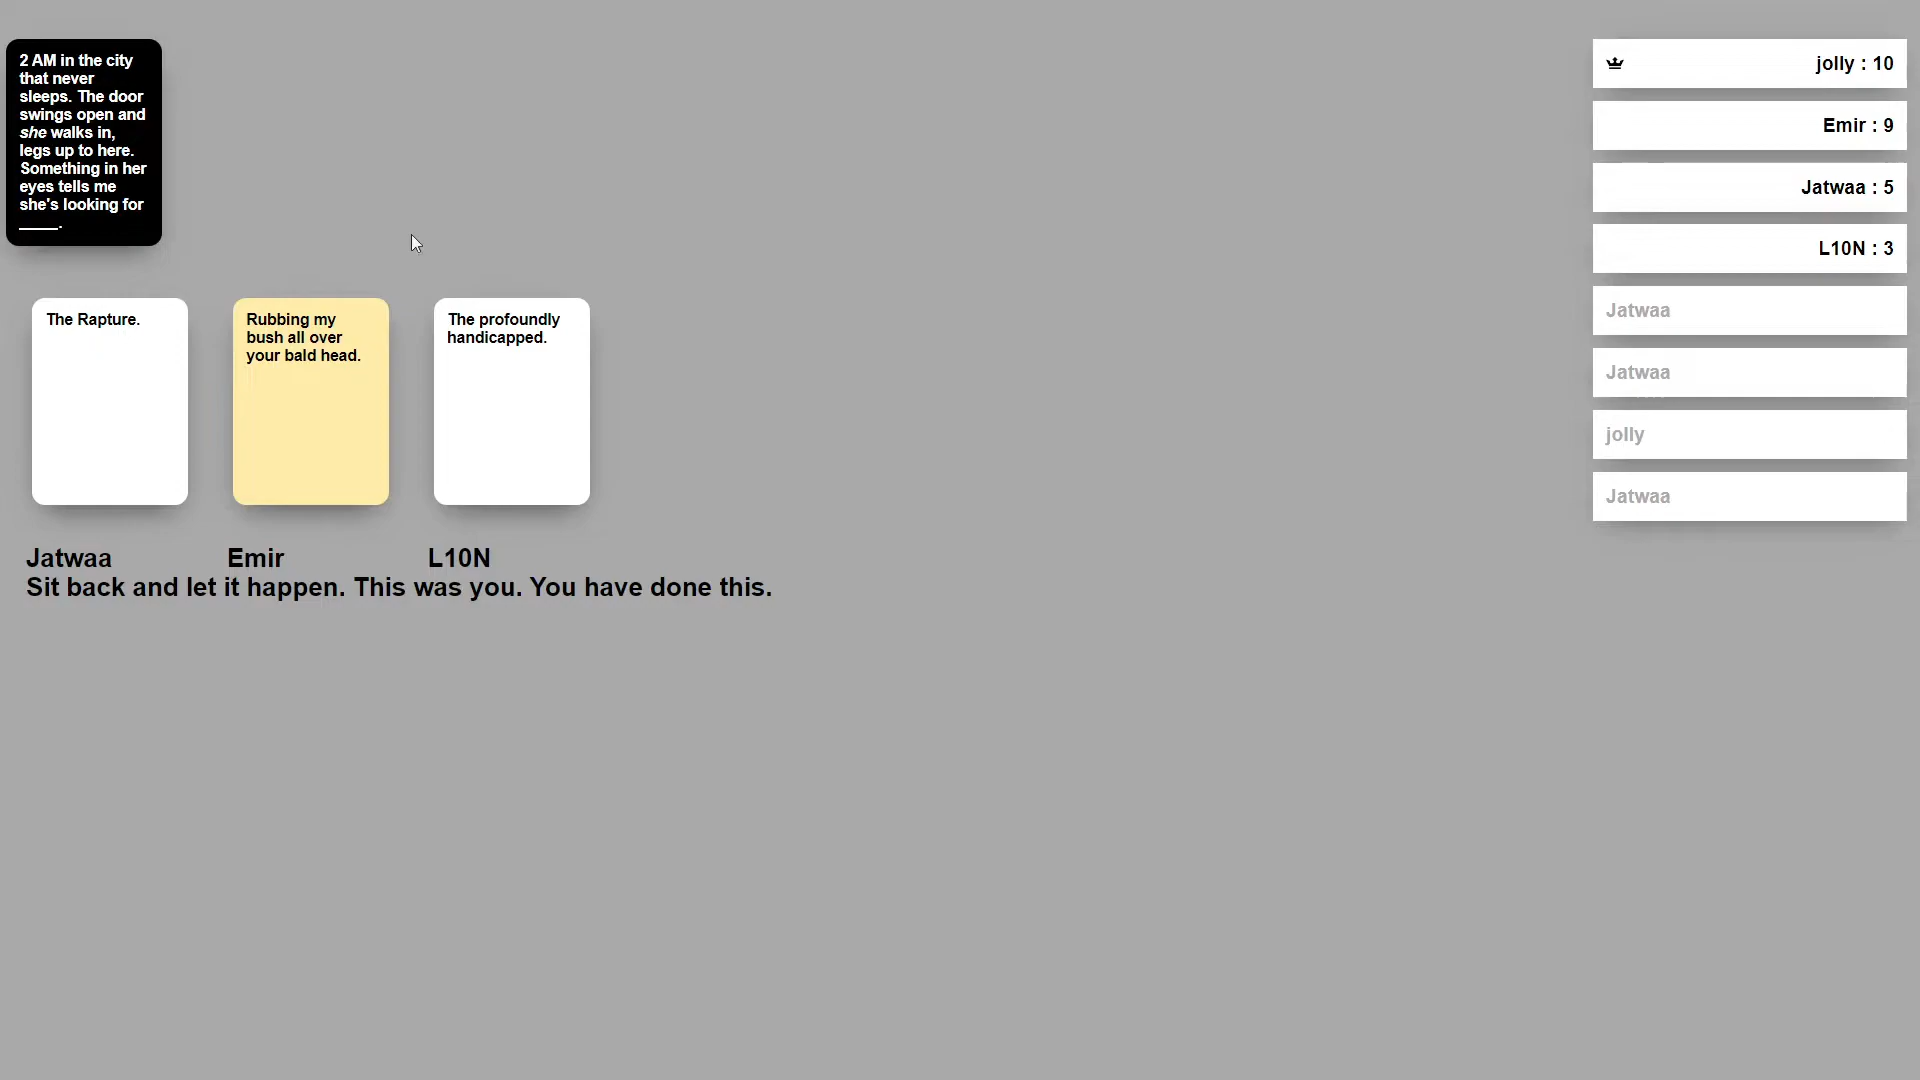 2 AM in the city
that never
sleeps. The door
swings open and
she walks in,
legs up to here.
Something in her
eyes tells me
she's looking for
_____.
The Rapture.
Rubbing my
bush all over
your bald head.
The profoundly
handicapped.
Jatwaa
Emir
L10N
Sit back and let it happen. This was you. You have done this.
jolly : 10
Emir : 9
Jatwaa : 5
L10N : 3
Jatwaa
Jatwaa
jolly
Jatwaa